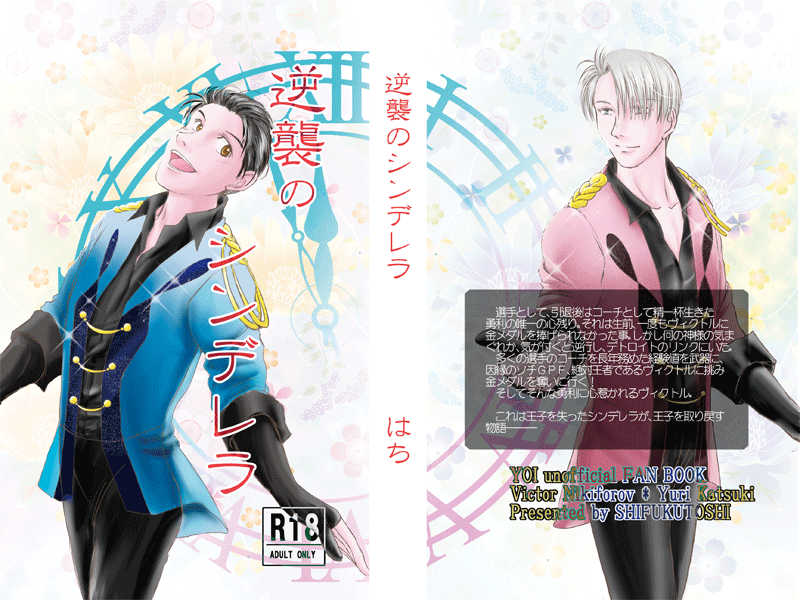 逆襲の
シンデレラ
R18
ADULT ONLY
逆襲のシンデレラ
はち
選手として、引退後はコーチとして精一杯生きた
勇利の唯一の心残り。それは生前、一度もヴィクトルに
金メダルを捧げられなかった事。しかし何の神様の気ま
ぐれか、気が付くと逆行し、デトロイトのリンクにいた。
多くの選手のコーチを長年務めた経験値を武器に、
因縁のソチGPF、絶対王者であるヴィクトルに挑み
金メダルを奪いに行く。
そしてそんな勇利に心惹かれるヴィクトル。
これは王子を失ったシンデレラが、王子を取り戻す
物語───
YOI unofficial FAN BOOK
Victor Nikiforov * Yuri Katsuki
Presented by SHIFUKUTOSHI